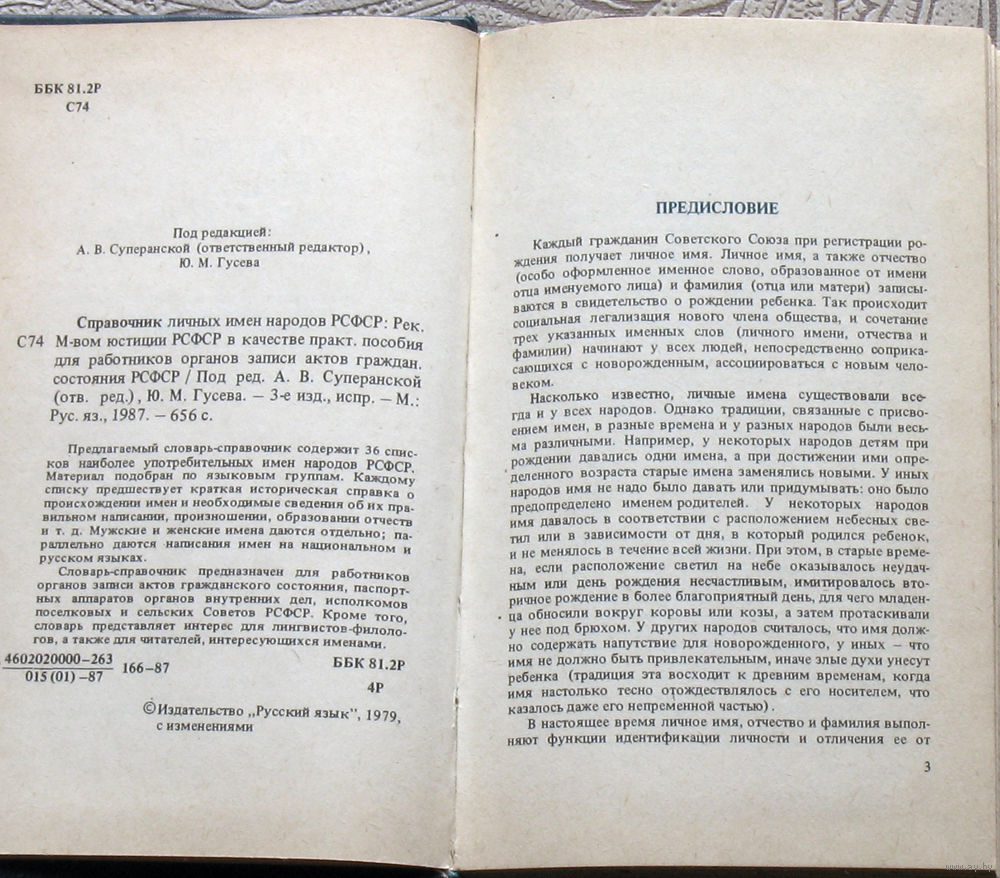 ББК 81.2Р
С74
Под редакцией:
А. В. Суперанской (ответственный редактор),
Ю. М. Гусева
Справочник личных имен народов РСФСР: Рек.
С74 М-вом юстиции РСФСР в качестве практ. пособия
для работников органов записи актов граждан.
состояния РСФСР / Под ред. А. В. Суперанской
(отв. ред.), Ю. М. Гусева. — 3-е изд., испр. — М.:
Рус. яз., 1987. — 656 с.
Предлагаемый словарь-справочник содержит 36 спис-
ков наиболее употребительных имен народов РСФСР.
Материал подобран по языковым группам. Каждому
списку предшествует краткая историческая справка о
происхождении имен и необходимые сведения об их пра-
вильном написании, произношении, образовании отчеств
и т. д. Мужские и женские имена даются отдельно; па-
раллельно даются написания имен на национальном и
русском языках.
Словарь-справочник предназначен для работников
органов записи актов гражданского состояния, паспорт-
ных аппаратов органов внутренних дел, исполкомов
поселковых и сельских Советов РСФСР. Кроме того,
словарь представляет интерес для лингвистов-филоло-
гов, а также для читателей, интересующихся именами.
4602020000—263
015 (01)—87
166—87
ББК 81.2Р
4Р
© Издательство „Русский язык", 1979,
с изменениями
ПРЕДИСЛОВИЕ
Каждый гражданин Советского Союза при регистрации ро-
ждения получает личное имя. Личное имя, а также отчество
(особо оформленное именное слово, образованное от имени
отца именуемого лица) и фамилия (отца или матери) записы-
ваются в свидетельство о рождении ребенка. Так происходит
социальная легализация нового члена общества, и сочетание
трех указанных именных слов (личного имени, отчества и
фамилии) начинают у всех людей, непосредственно соприка-
сающихся с новорожденным, ассоциироваться с новым чело-
веком.
Насколько известно, личные имена существовали все-
гда и у всех народов. Однако традиции, связанные с присво-
ением имен, в разные времена и у разных народов были весь-
ма различными. Например, у некоторых народов детям при
рождении давались одни имена, а при достижении ими опре-
деленного возраста старые имена заменялись новыми. У иных
народов имя не надо было давать или придумывать: оно было
предопределено именем родителей. У некоторых народов
имя давалось в соответствии с расположением небесных све-
тил или в зависимости от дня, в который родился ребенок,
и не менялось в течение всей жизни. При этом, в старые време-
на, если расположение светил на небе оказывалось неудач-
ным или день рождения несчастливым, имитировалось вто-
ричное рождение в более благоприятный день, для чего младен-
ца обносили вокруг коровы или козы, а затем протаскивали
у нее под брюхом. У других народов считалось, что имя долж-
но содержать напутствие для новорожденного, у иных — что
имя не должно быть привлекательным, иначе злые духи унесут
ребенка (традиция эта восходит к древним временам, когда
имя настолько тесно отождествлялось с его носителем, что
казалось даже его непременной частью).
В настоящее время личное имя, отчество и фамилия выпол-
няют функции идентификации личности и отличения ее от
3
www.ay.by